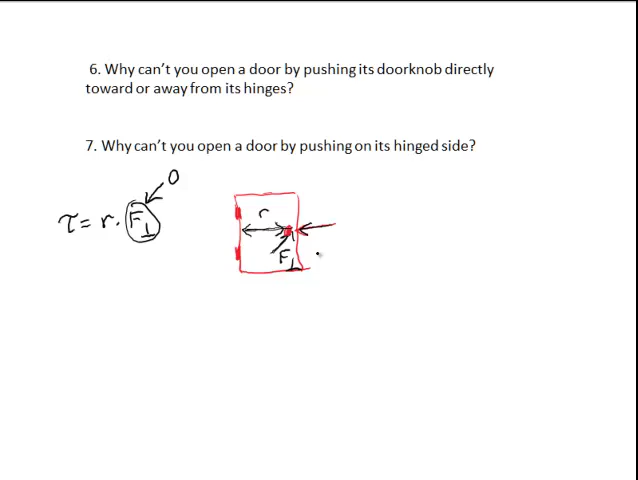 6. Why can't you open a door by pushing its doorknob directly
toward or away from its hinges?
7. Why can't you open a door by pushing on its hinged side?
0
τ = r · F⊥
r
F⊥